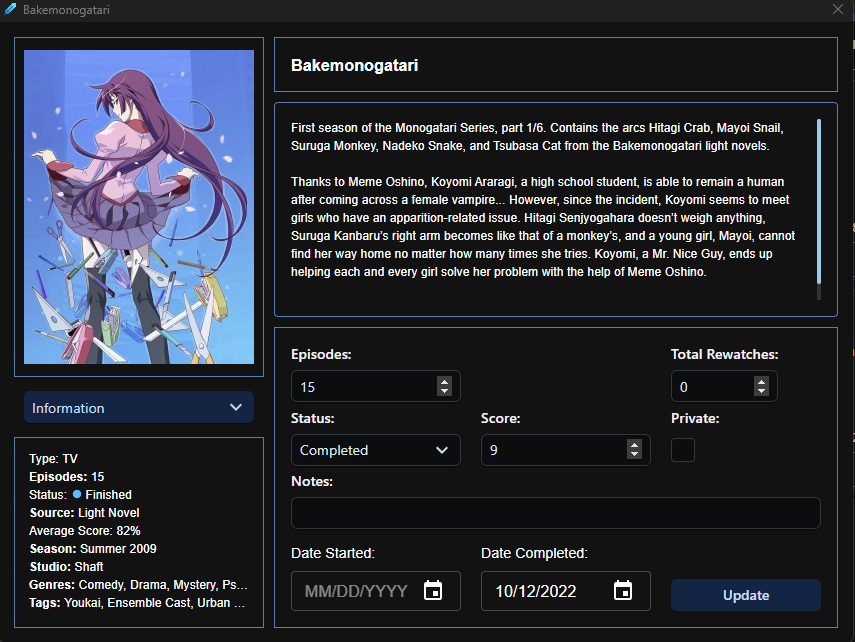 Bakemonogatari
Bakemonogatari
First season of the Monogatari Series, part 1/6. Contains the arcs Hitagi Crab, Mayoi Snail,
Suruga Monkey, Nadeko Snake, and Tsubasa Cat from the Bakemonogatari light novels.
Thanks to Meme Oshino, Koyomi Araragi, a high school student, is able to remain a human
after coming across a female vampire... However, since the incident, Koyomi seems to meet
girls who have an apparition-related issue. Hitagi Senjyogahara doesn't weigh anything,
Suruga Kanbaru's right arm becomes like that of a monkey's, and a young girl, Mayoi, cannot
find her way home no matter how many times she tries. Koyomi, a Mr. Nice Guy, ends up
helping each and every girl solve her problem with the help of Meme Oshino.
Information
Type: TV
Episodes: 15
Status: Finished
Source: Light Novel
Average Score: 82%
Season: Summer 2009
Studio: Shaft
Genres: Comedy, Drama, Mystery, Ps...
Tags: Youkai, Ensemble Cast, Urban ...
Episodes:
Total Rewatches:
15
0
Status:
Score:
Private:
Completed
9
Notes:
Date Started:
Date Completed:
MM/DD/YYYY
10/12/2022
Update